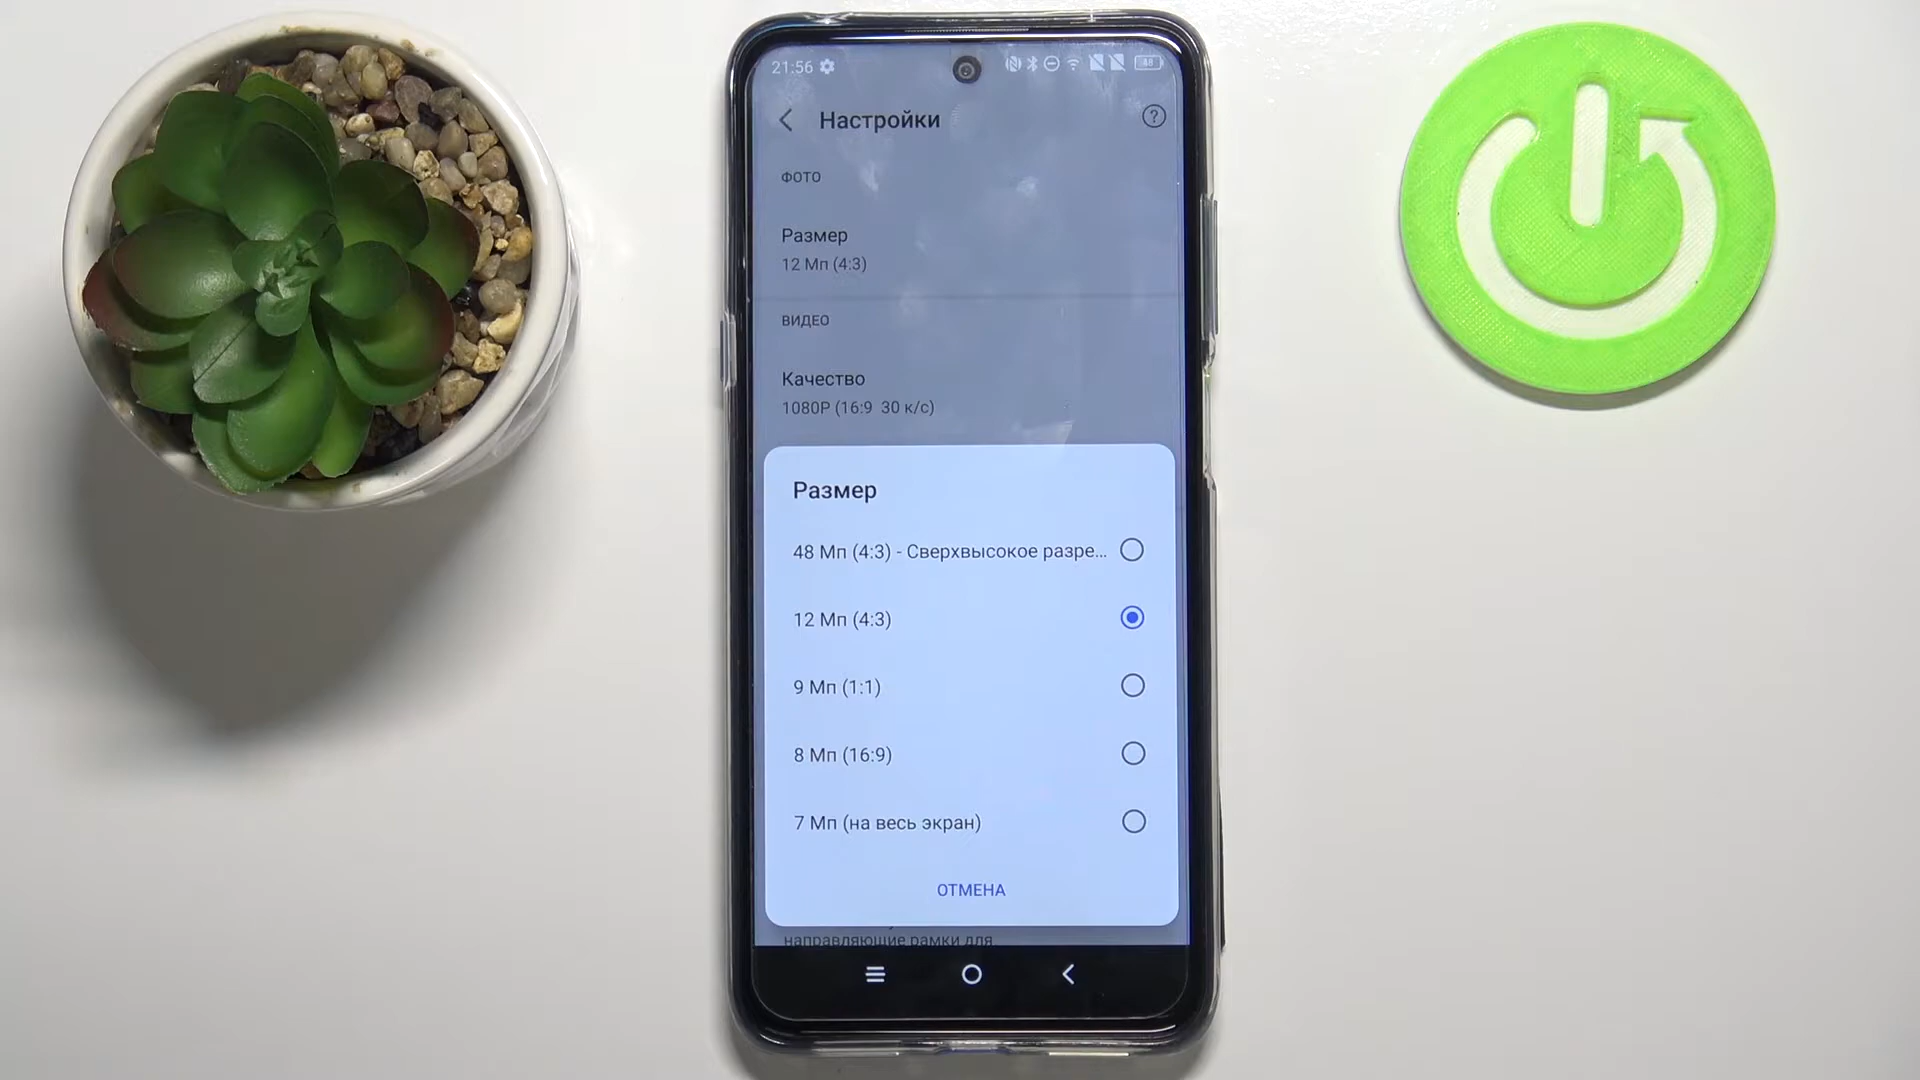 21:56
48
Настройки
ФОТО
Размер
12 Мп (4:3)
ВИДЕО
Качество
1080P (16:9 30 к/с)
Размер
48 Мп (4:3) - Сверхвысокое разре...
12 Мп (4:3)
9 Мп (1:1)
8 Мп (16:9)
7 Мп (на весь экран)
ОТМЕНА
направляющие рамки для